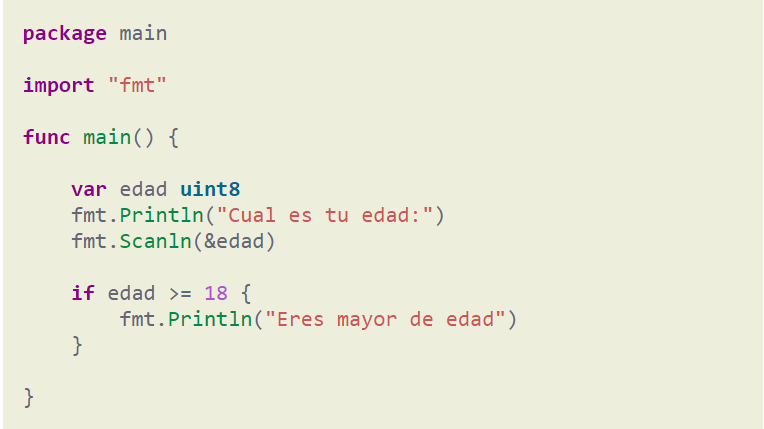 package main
import "fmt"
func main() {
var edad uint8
fmt.Println("Cual es tu edad:")
fmt.Scanln(&edad)
if edad >= 18 {
fmt.Println("Eres mayor de edad")
}
}